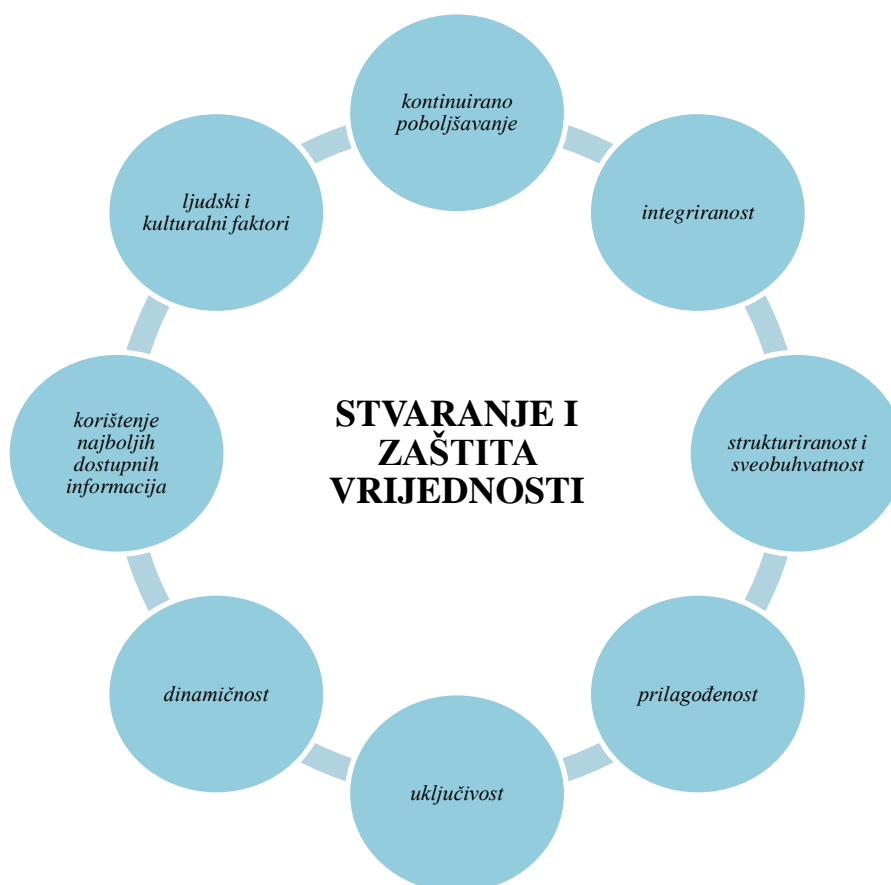 kontinuirano
poboljšavanje
integriranost
strukturiranost i
sveobuhvatnost
prilagođenost
uključivost
dinamičnost
korištenje
najboljih
dostupnih
informacija
ljudski i
kulturalni faktori
STVARANJE I
ZAŠTITA
VRIJEDNOSTI